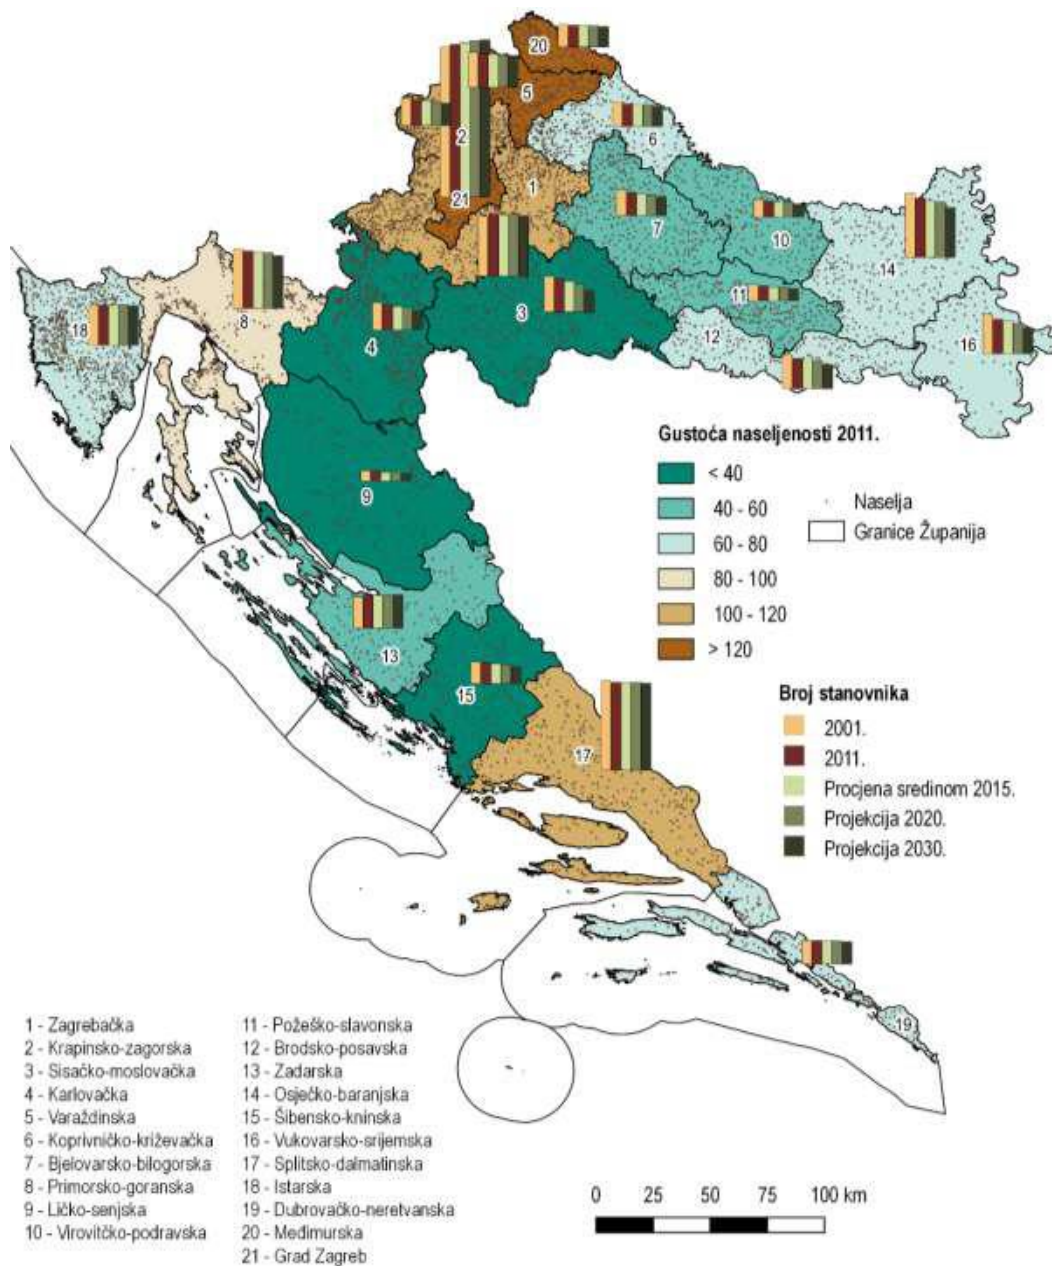 20
5
2
6
21
1
7
10
14
3
11
18
8
4
12
16
9
13
15
17
19
Gustoća naseljenosti 2011.
< 40
40 - 60
60 - 80
80 - 100
100 - 120
> 120
Naselja
Granice Županija
Broj stanovnika
2001.
2011.
Procjena sredinom 2015.
Projekcija 2020.
Projekcija 2030.
1 - Zagrebačka
2 - Krapinsko-zagorska
3 - Sisačko-moslovačka
4 - Karlovačka
5 - Varaždinska
6 - Koprivničko-križevačka
7 - Bjelovarsko-bilogorska
8 - Primorsko-goranska
9 - Ličko-senjska
10 - Virovitčko-podravska
11 - Požeško-slavonska
12 - Brodsko-posavska
13 - Zadarska
14 - Osječko-baranjska
15 - Šibensko-kninska
16 - Vukovarsko-srijemska
17 - Splitsko-dalmatinska
18 - Istarska
19 - Dubrovačko-neretvanska
20 - Međimurska
21 - Grad Zagreb
0 25 50 75 100 km